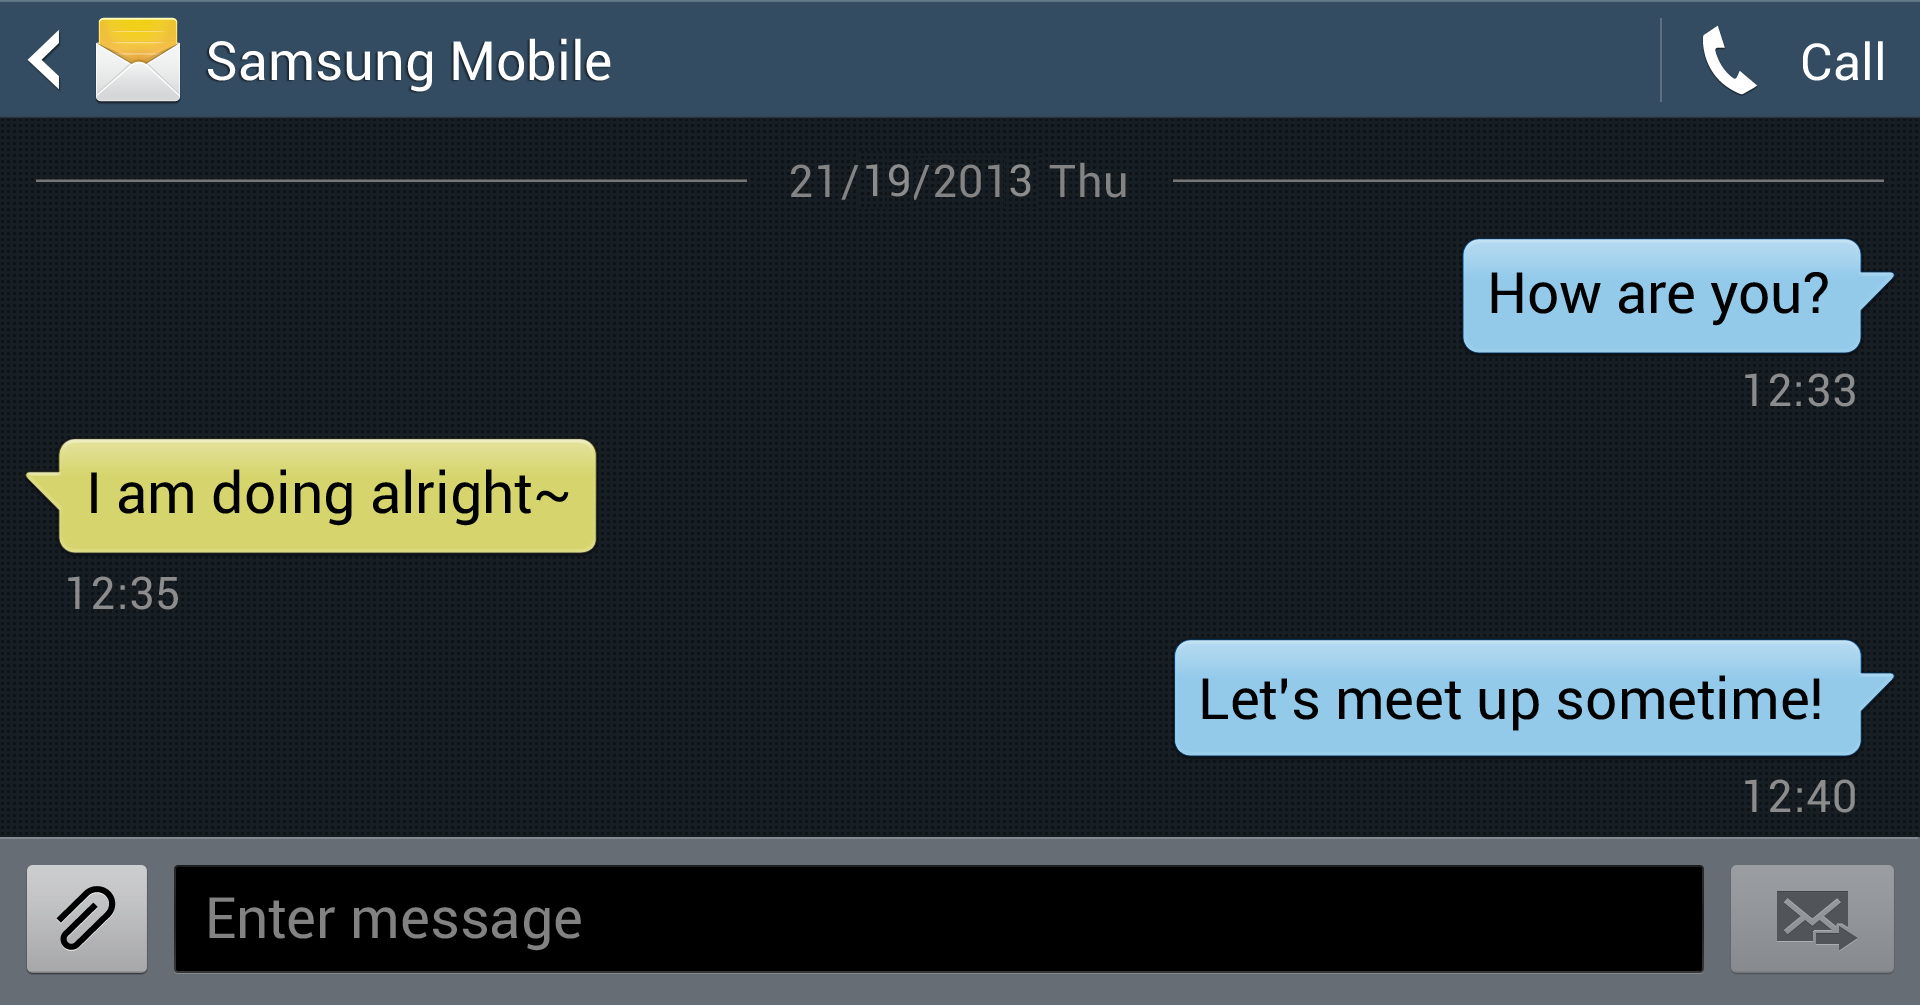 Samsung Mobile
Call
21/19/2013 Thu
How are you?
12:33
I am doing alright~
12:35
Let's meet up sometime!
12:40
Enter message